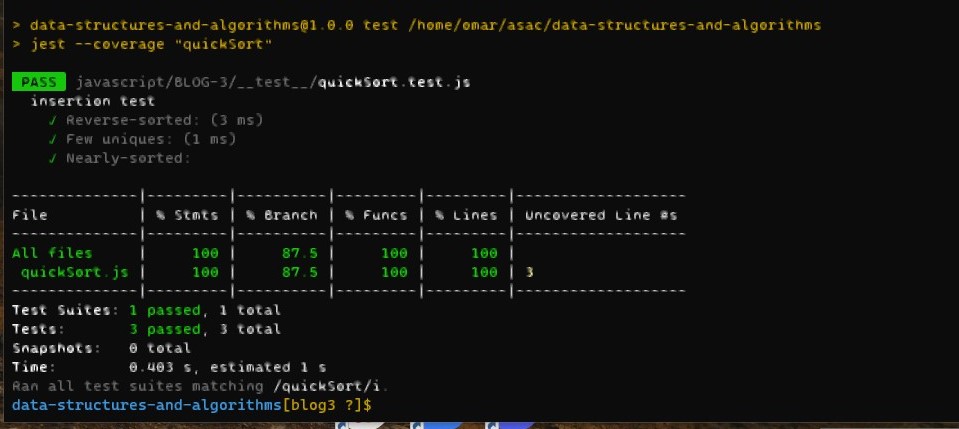 > data-structures-and-algorithms@1.0.0 test /home/omar/asac/data-structures-and-algorithms
> jest --coverage "quickSort"
PASS javascript/BLOG-3/__test__/quickSort.test.js
insertion test
✓ Reverse-sorted: (3 ms)
✓ Few uniques: (1 ms)
✓ Nearly-sorted:
--------------|---------|----------|---------|---------|-------------------
File          | % Stmts | % Branch | % Funcs | % Lines | Uncovered Line #s
--------------|---------|----------|---------|---------|-------------------
All files     |     100 |     87.5 |     100 |     100 |
 quickSort.js |     100 |     87.5 |     100 |     100 | 3
--------------|---------|----------|---------|---------|-------------------
Test Suites: 1 passed, 1 total
Tests:       3 passed, 3 total
Snapshots:   0 total
Time:        0.403 s, estimated 1 s
Ran all test suites matching /quickSort/i.
data-structures-and-algorithms[blog3 ?]$